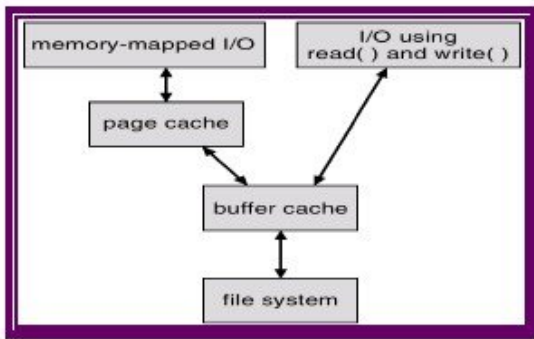 memory-mapped I/O
I/O using
read( ) and write( )
page cache
buffer cache
file system